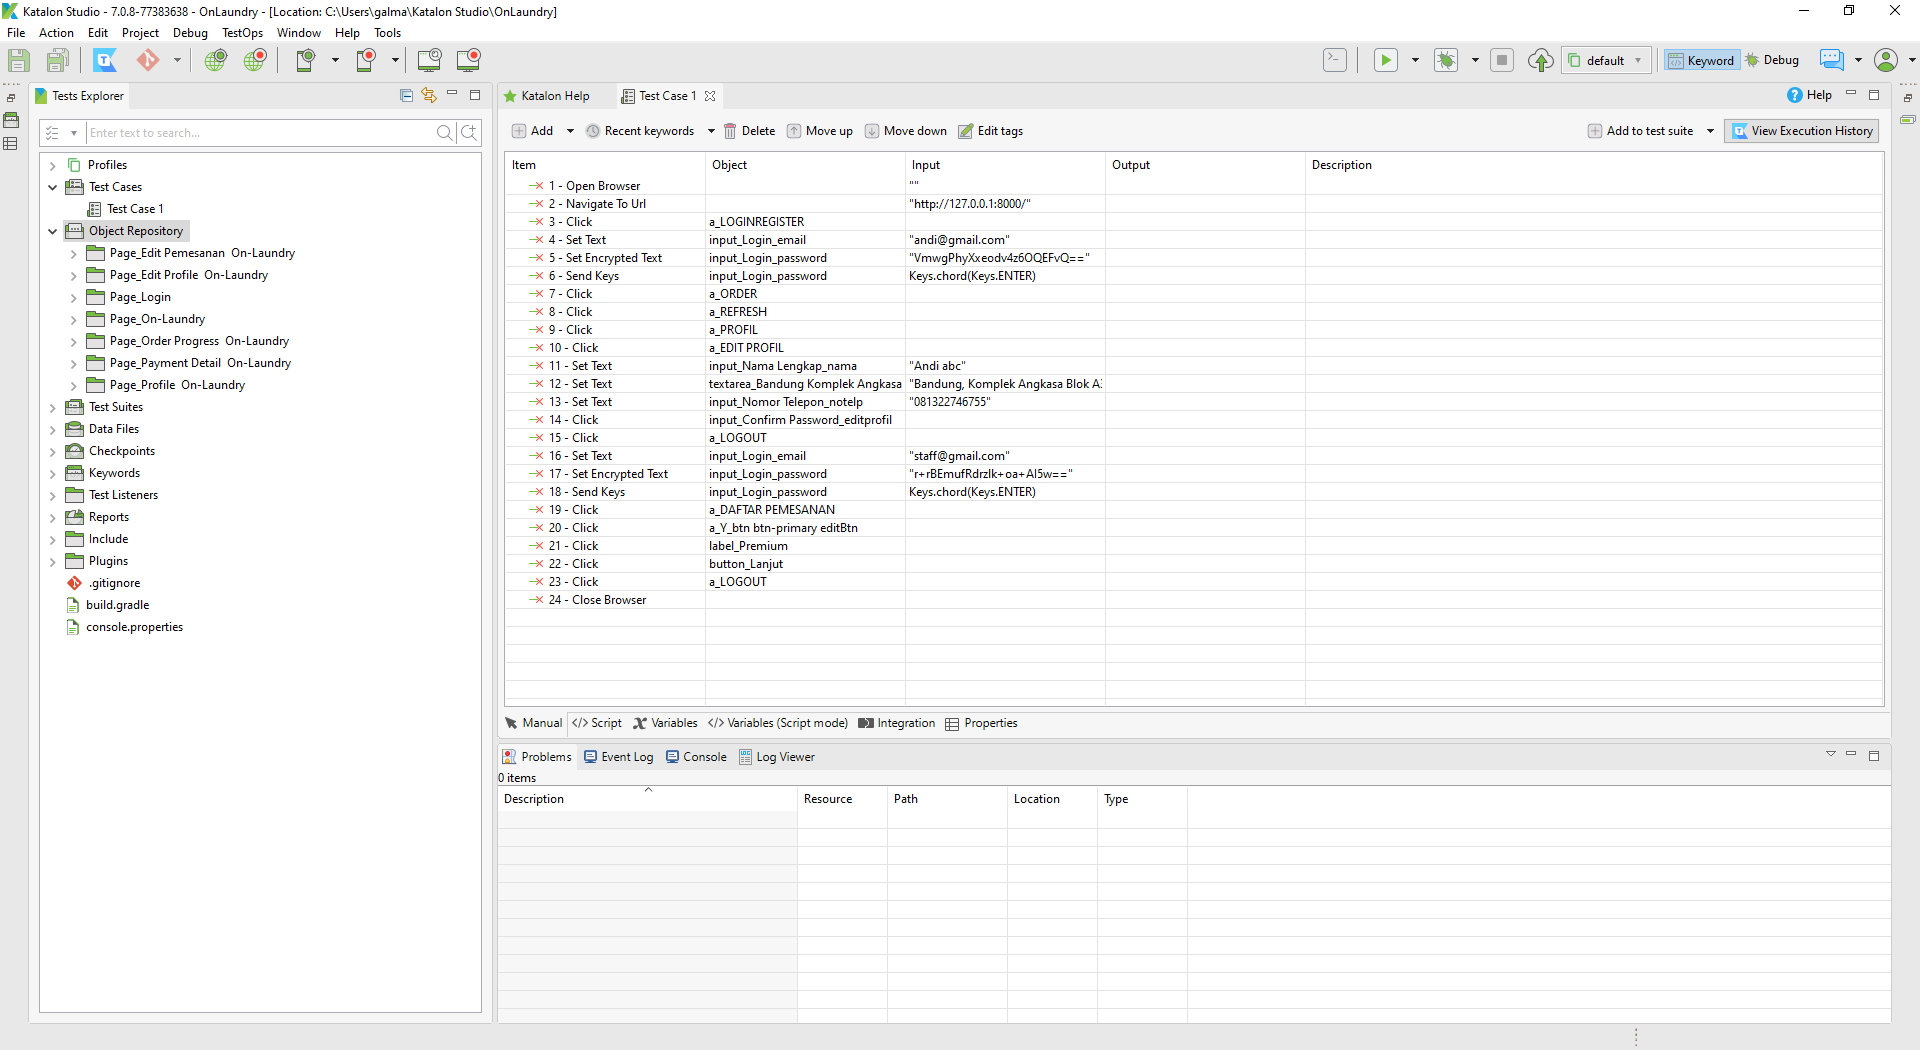 Katalon Studio - 7.0.8-77383638 - OnLaundry - [Location: C:\Users\galma\Katalon Studio\OnLaundry]
File Action Edit Project Debug TestOps Window Help Tools
default Keyword Debug
Tests Explorer
Enter text to search...
Profiles
Test Cases
Test Case 1
Object Repository
Page_Edit Pemesanan On-Laundry
Page_Edit Profile On-Laundry
Page_Login
Page_On-Laundry
Page_Order Progress On-Laundry
Page_Payment Detail On-Laundry
Page_Profile On-Laundry
Test Suites
Data Files
Checkpoints
Keywords
Test Listeners
Reports
Include
Plugins
.gitignore
build.gradle
console.properties
Katalon Help Test Case 1 Help
Add Recent keywords Delete Move up Move down Edit tags Add to test suite View Execution History
Item Object Input Output Description
1 - Open Browser ""
2 - Navigate To Url "http://127.0.0.1:8000/"
3 - Click a_LOGINREGISTER
4 - Set Text input_Login_email "andi@gmail.com"
5 - Set Encrypted Text input_Login_password "VmwgPhyXxeodv4z6OQEFvQ=="
6 - Send Keys input_Login_password Keys.chord(Keys.ENTER)
7 - Click a_ORDER
8 - Click a_REFRESH
9 - Click a_PROFIL
10 - Click a_EDIT PROFIL
11 - Set Text input_Nama Lengkap_nama "Andi abc"
12 - Set Text textarea_Bandung Komplek Angkasa "Bandung, Komplek Angkasa Blok A
13 - Set Text input_Nomor Telepon_notelp "081322746755"
14 - Click input_Confirm Password_editprofil
15 - Click a_LOGOUT
16 - Set Text input_Login_email "staff@gmail.com"
17 - Set Encrypted Text input_Login_password "r+rBEmufRdrzlk+oa+Al5w=="
18 - Send Keys input_Login_password Keys.chord(Keys.ENTER)
19 - Click a_DAFTAR PEMESANAN
20 - Click a_Y_btn btn-primary editBtn
21 - Click label_Premium
22 - Click button_Lanjut
23 - Click a_LOGOUT
24 - Close Browser
Manual Script Variables Variables (Script mode) Integration Properties
Problems Event Log Console Log Viewer
0 items
Description Resource Path Location Type